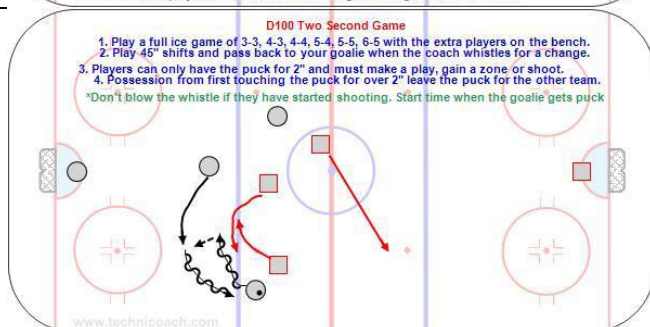 D100 Two Second Game
1. Play a full ice game of 3-3, 4-3, 4-4, 5-4, 5-5, 6-5 with the extra players on the bench.
2. Play 45" shifts and pass back to your goalie when the coach whistles for a change.
3. Players can only have the puck for 2" and must make a play, gain a zone or shoot.
4. Possession from first touching the puck for over 2" leave the puck for the other team.
*Don't blow the whistle if they have started shooting. Start time when the goalie gets puck
www.technicoach.com